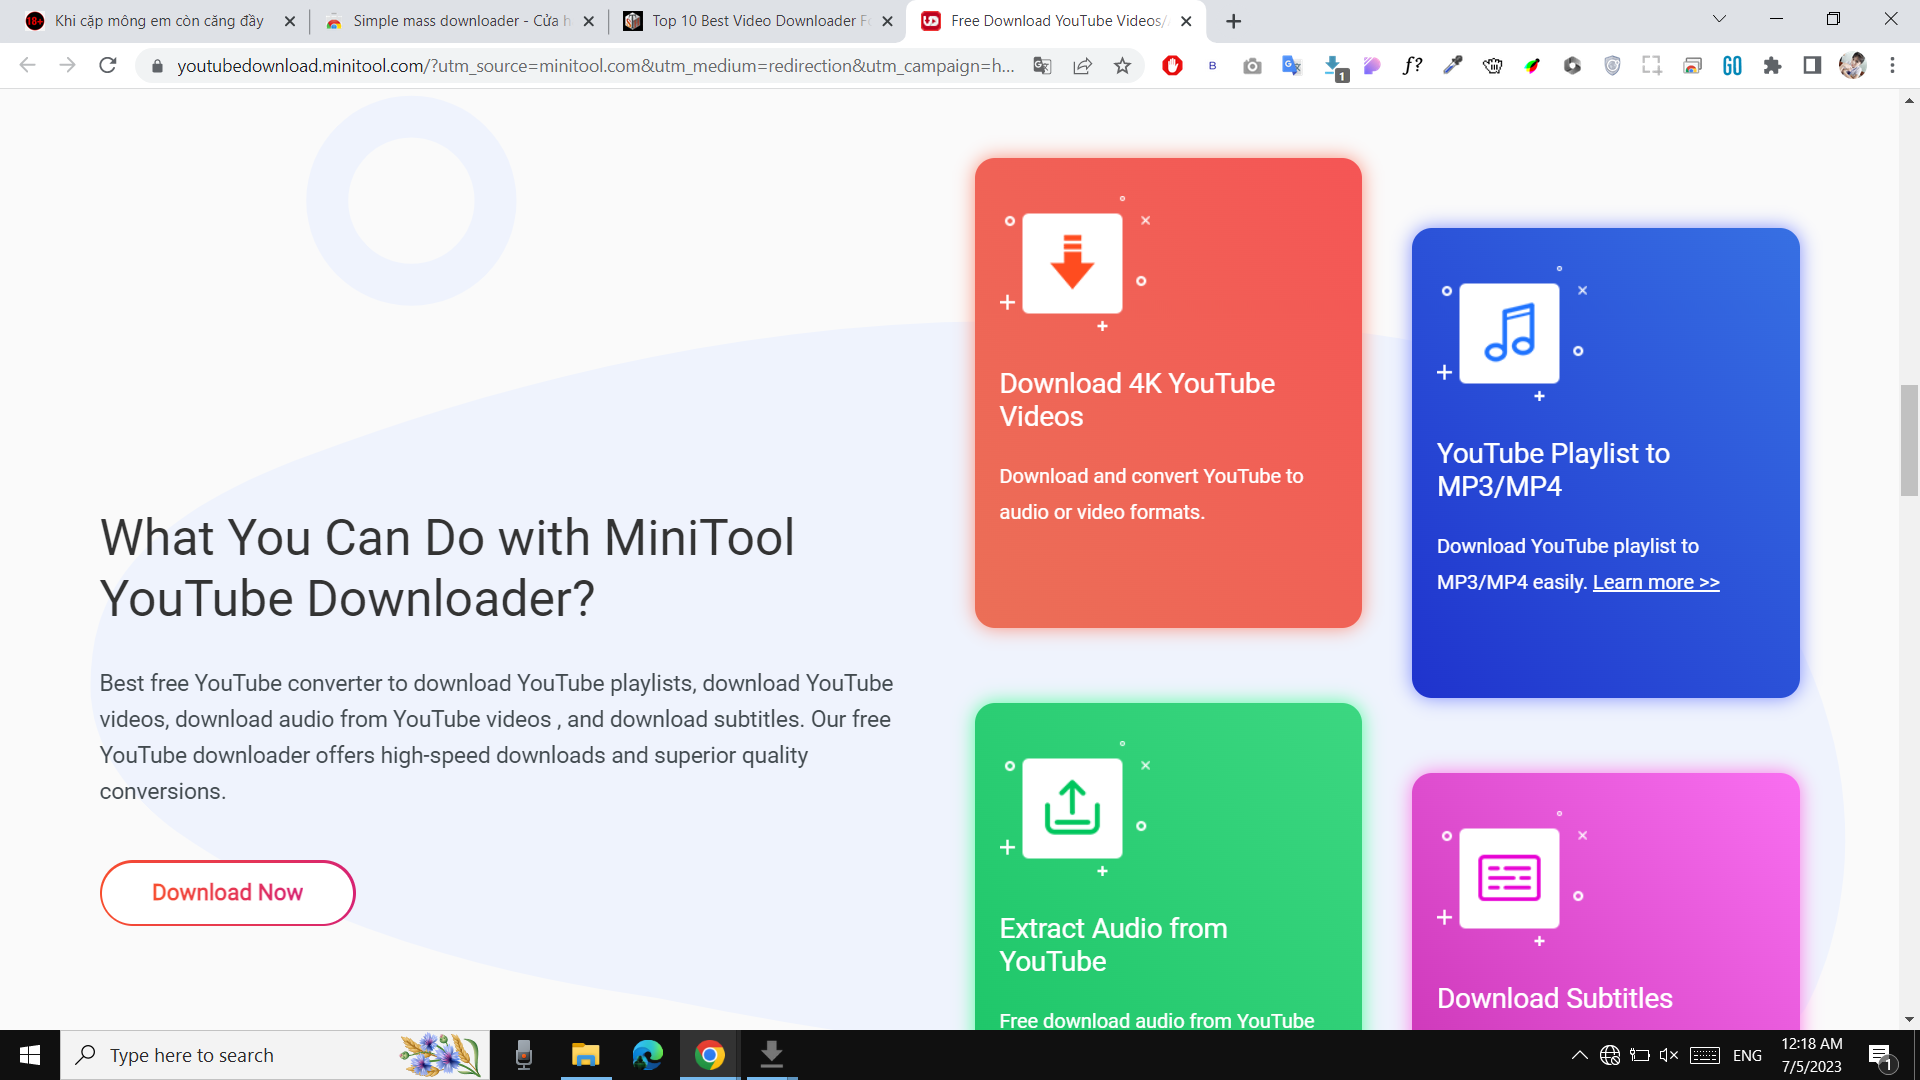 Khi cặp mông em còn căng đầy
Simple mass downloader - Cửa h
Top 10 Best Video Downloader F
Free Download YouTube Videos/
youtubedownload.minitool.com/?utm_source=minitool.com&utm_medium=redirection&utm_campaign=h...
What You Can Do with MiniTool
YouTube Downloader?
Best free YouTube converter to download YouTube playlists, download YouTube
videos, download audio from YouTube videos , and download subtitles. Our free
YouTube downloader offers high-speed downloads and superior quality
conversions.
Download Now
Download 4K YouTube
Videos
Download and convert YouTube to
audio or video formats.
YouTube Playlist to
MP3/MP4
Download YouTube playlist to
MP3/MP4 easily. Learn more >>
Extract Audio from
YouTube
Free download audio from YouTube
Download Subtitles
Type here to search
ENG
12:18 AM
7/5/2023
1